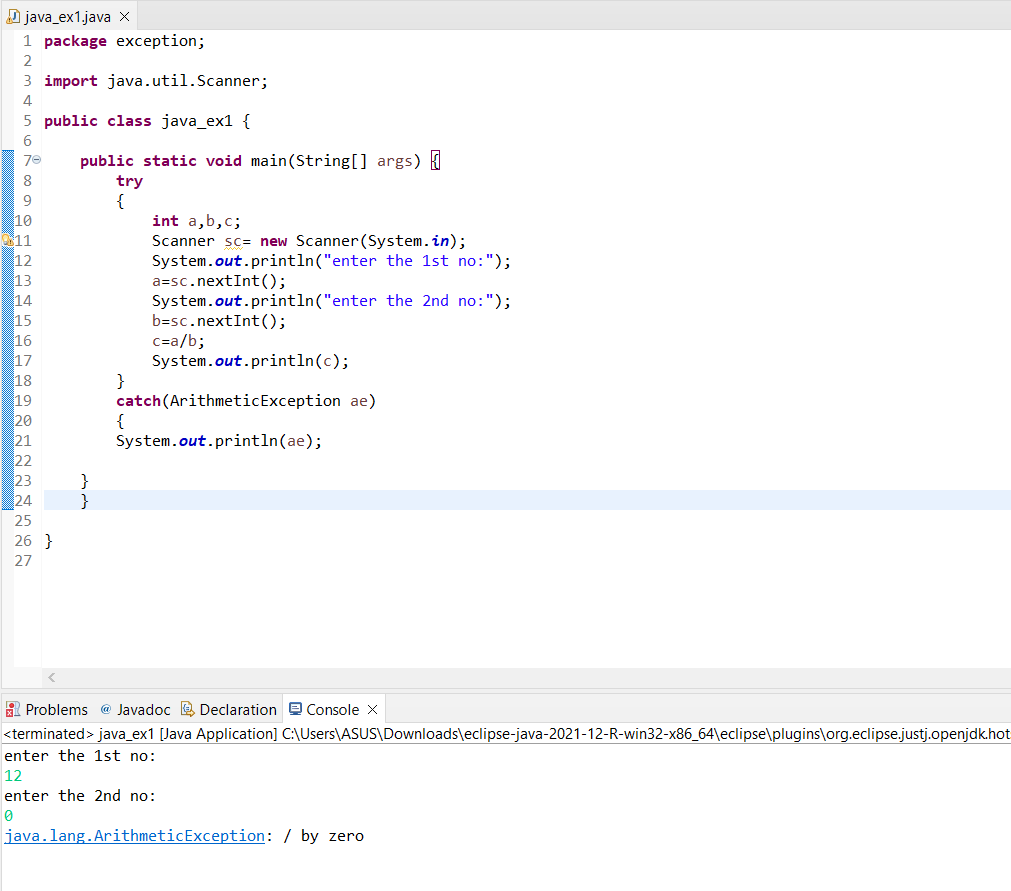 java_ex1.java
1 package exception;
2
3 import java.util.Scanner;
4
5 public class java_ex1 {
6
7 public static void main(String[] args) {
8 try
9 {
10 int a,b,c;
11 Scanner sc= new Scanner(System.in);
12 System.out.println("enter the 1st no:");
13 a=sc.nextInt();
14 System.out.println("enter the 2nd no:");
15 b=sc.nextInt();
16 c=a/b;
17 System.out.println(c);
18 }
19 catch(ArithmeticException ae)
20 {
21 System.out.println(ae);
22
23 }
24 }
25
26 }
27
Problems @ Javadoc Declaration Console
<terminated> java_ex1 [Java Application] C:\Users\ASUS\Downloads\eclipse-java-2021-12-R-win32-x86_64\eclipse\plugins\org.eclipse.justj.openjdk.hot
enter the 1st no:
12
enter the 2nd no:
0
java.lang.ArithmeticException: / by zero